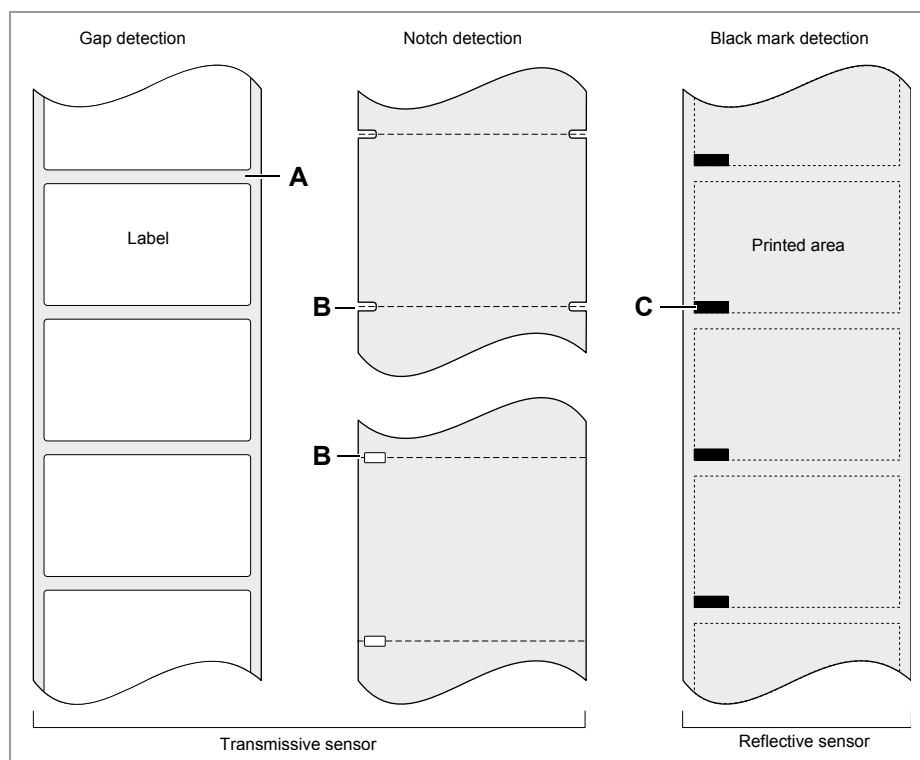 Gap detection
Notch detection
Black mark detection
A
Label
Printed area
B
C
B
Transmissive sensor
Reflective sensor